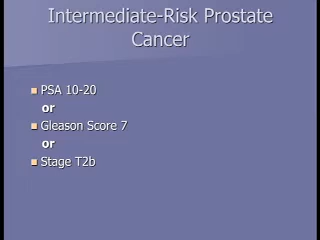 Intermediate-Risk Prostate
Cancer
PSA 10-20
or
Gleason Score 7
or
Stage T2b